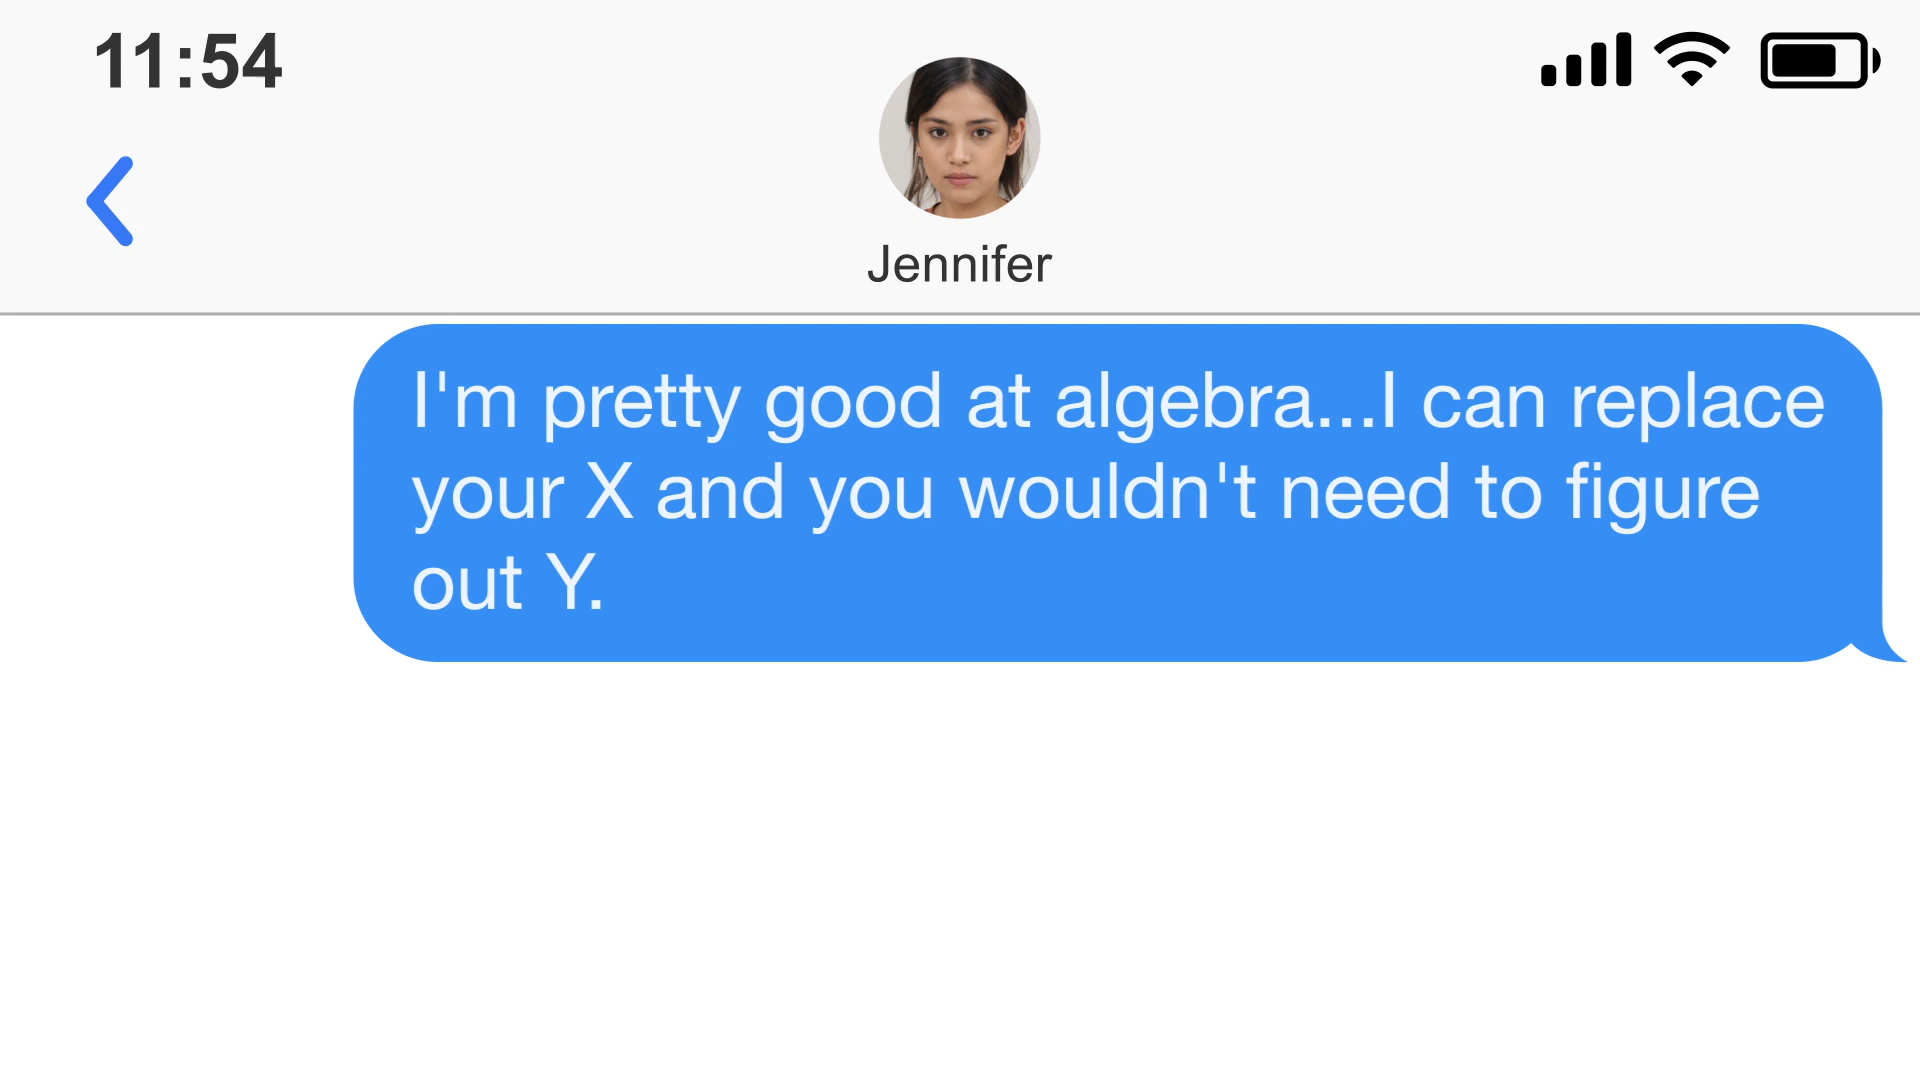 11:54
Jennifer
I'm pretty good at algebra...I can replace
your X and you wouldn't need to figure
out Y.